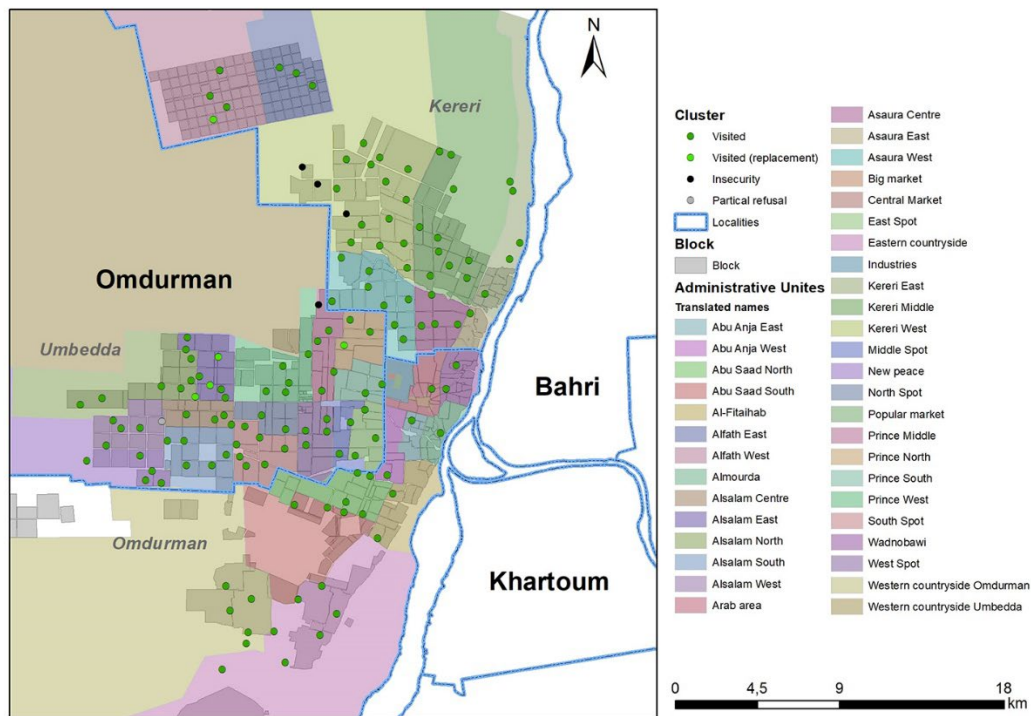 N
Kereri
Omdurman
Umbedda
Bahri
Omdurman
Khartoum
Cluster
Visited
Visited (replacement)
Insecurity
Partical refusal
Localities
Block
Block
Administrative Unites
Translated names
Abu Anja East
Abu Anja West
Abu Saad North
Abu Saad South
Al-Fitaihab
Alfath East
Alfath West
Almourda
Alsalam Centre
Alsalam East
Alsalam North
Alsalam South
Alsalam West
Arab area
Asaura Centre
Asaura East
Asaura West
Big market
Central Market
East Spot
Eastern countryside
Industries
Kereri East
Kereri Middle
Kereri West
Middle Spot
New peace
North Spot
Popular market
Prince Middle
Prince North
Prince South
Prince West
South Spot
Wadnobawi
West Spot
Western countryside Omdurman
Western countryside Umbedda
0 4,5 9 18
km